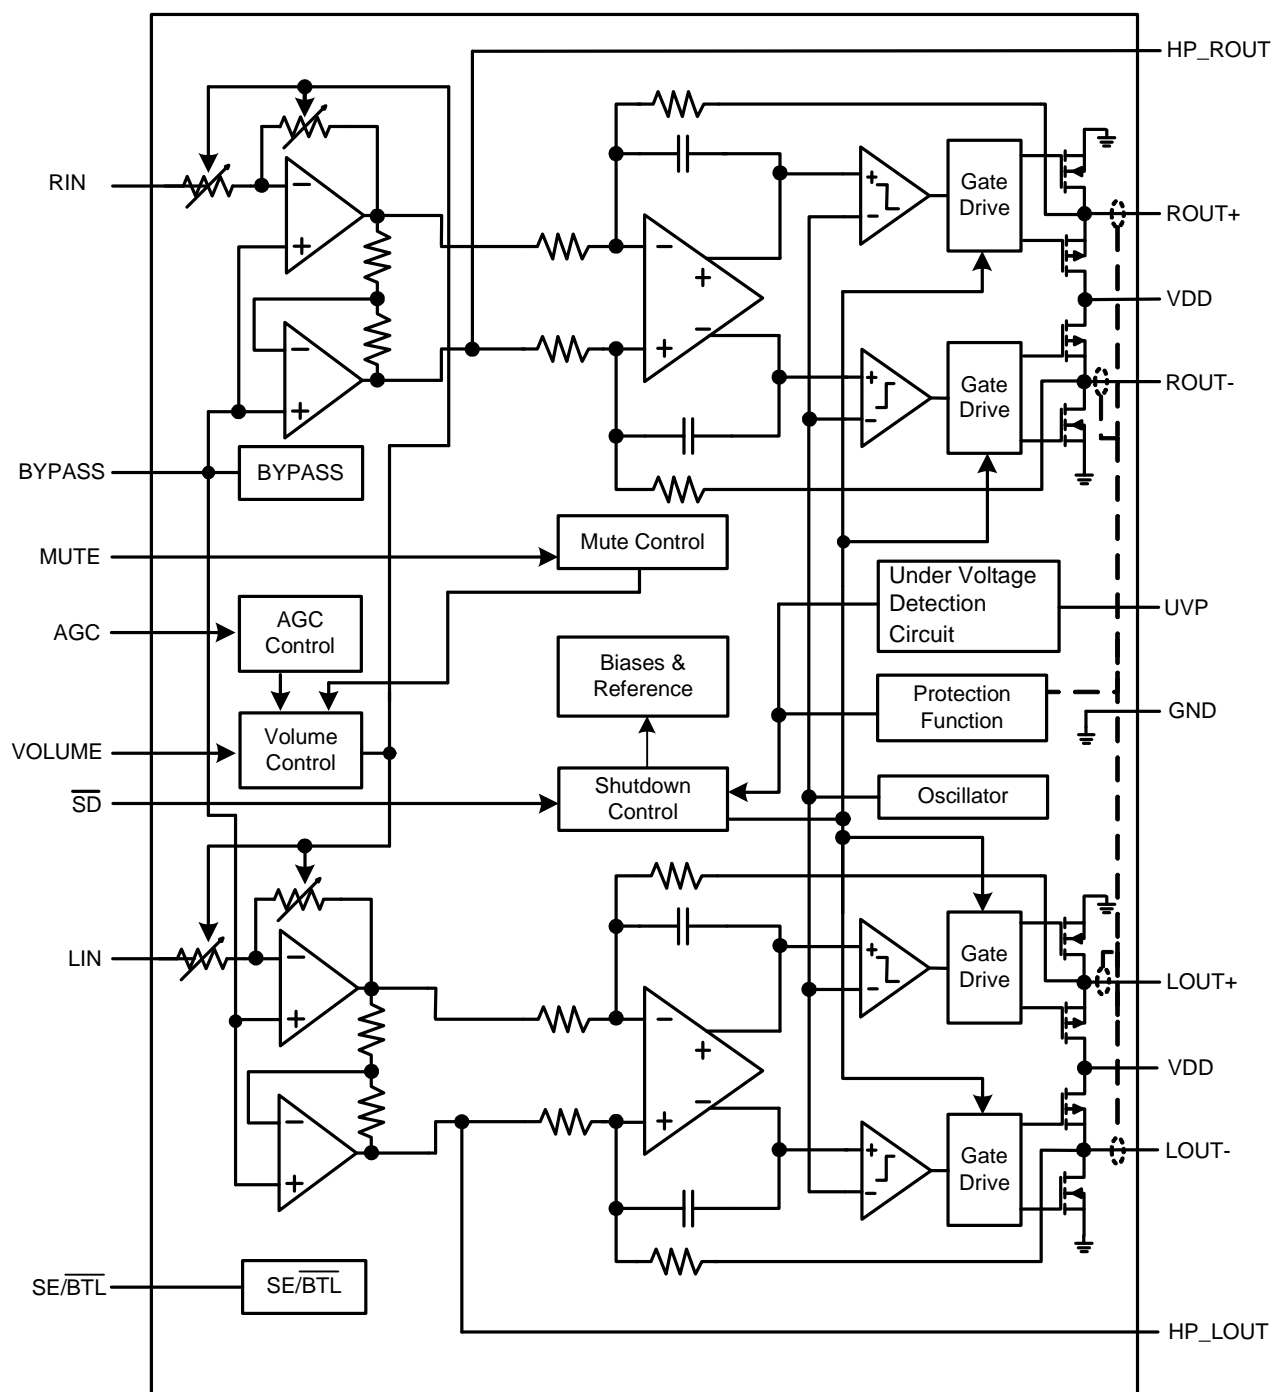 HP_ROUT
RIN
Gate
Drive
ROUT+
VDD
Gate
Drive
ROUT-
BYPASS
BYPASS
MUTE
Mute Control
Under Voltage
Detection
Circuit
UVP
AGC
AGC
Control
Biases &
Reference
Protection
Function
GND
VOLUME
Volume
Control
SD
Shutdown
Control
Oscillator
LIN
Gate
Drive
LOUT+
VDD
Gate
Drive
LOUT-
SE/BTL
SE/BTL
HP_LOUT